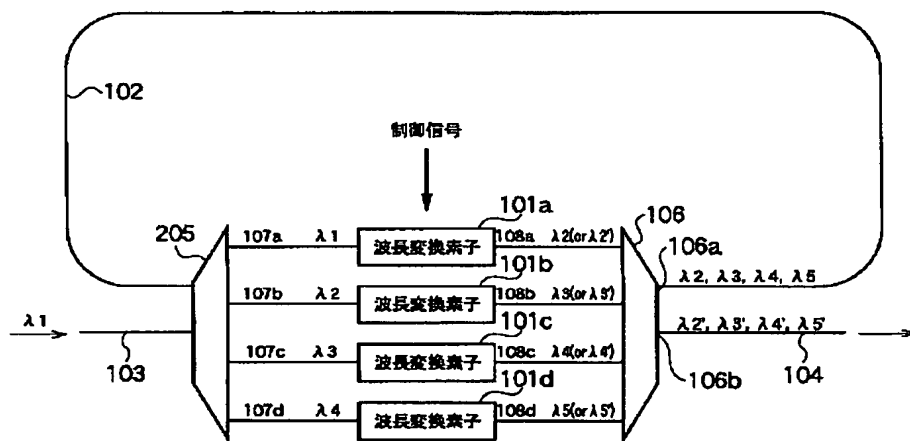 102
制御信号
101a
205
107a λ1
波長変換素子
108a λ2(or λ2')
106
106a
λ2, λ3, λ4, λ5
101b
107b λ2
波長変換素子
108b λ3(or λ3')
λ1
103
101c
107c λ3
波長変換素子
108c λ4(or λ4')
λ2', λ3', λ4', λ5'
104
106b
101d
107d λ4
波長変換素子
108d λ5(or λ5')